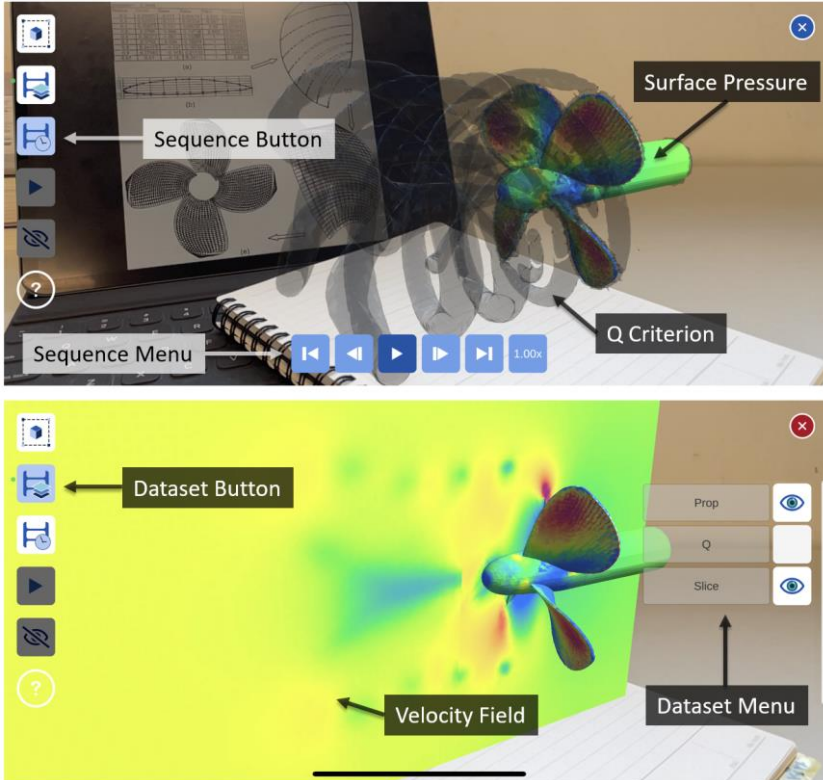 (a)
(b)
Surface Pressure
Sequence Button
(e)
?
Q Criterion
Sequence Menu
1.00x
Dataset Button
Prop
Q
Slice
?
Velocity Field
Dataset Menu